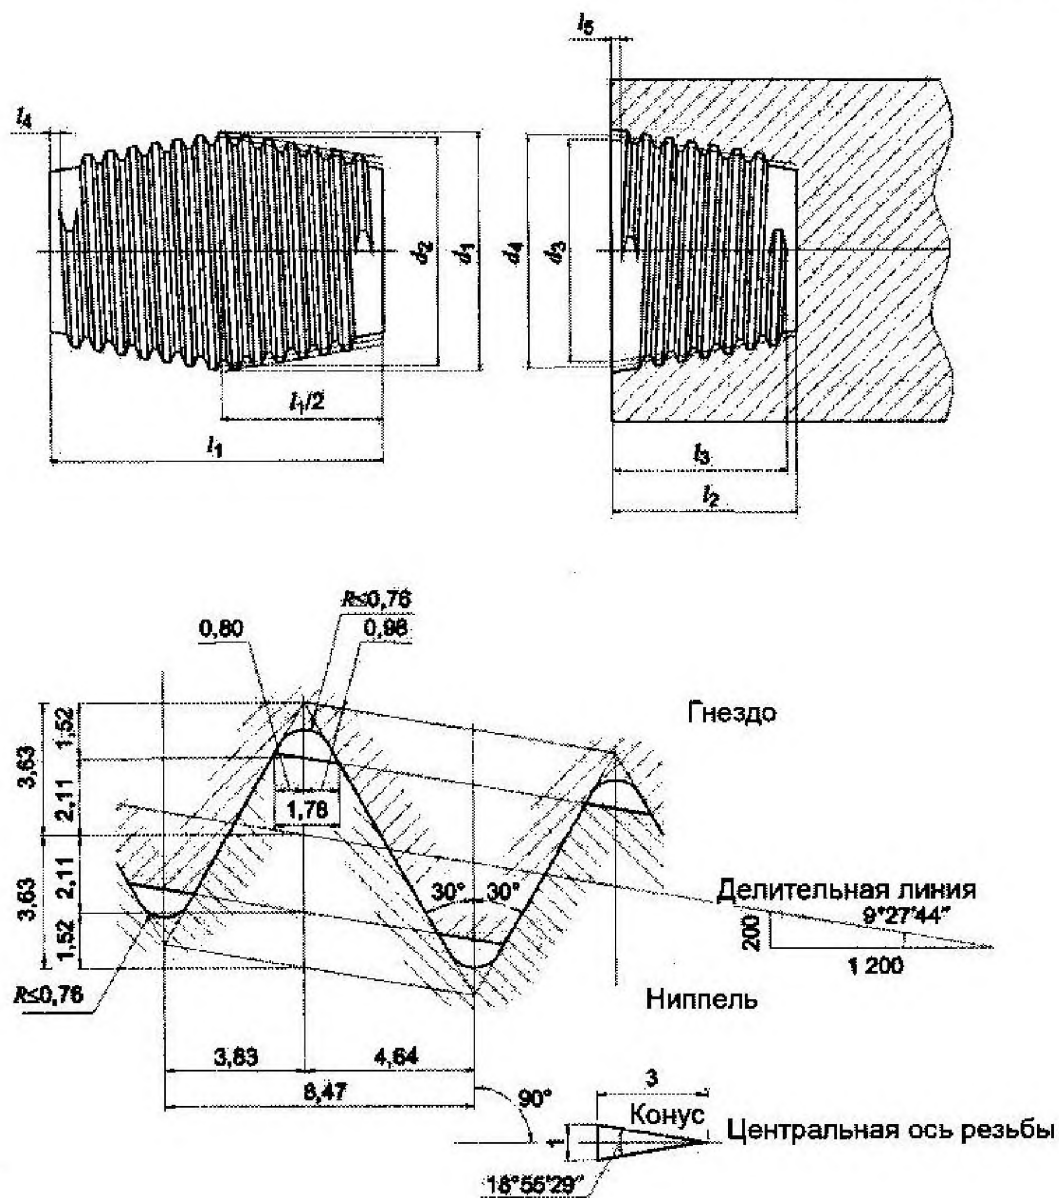 l5
l4
d2
d1
d4
d3
l1/2
l1
l3
l2
R≤0,76
0,80
0,98
Гнездо
1,52
3,63
2,11
1,78
30° 30°
2,11
3,63
1,52
Делительная линия
9°27'44"
200
1 200
R≤0,76
Ниппель
3,83
4,64
8,47
90°
3
Конус
1
Центральная ось резьбы
18°55'29"